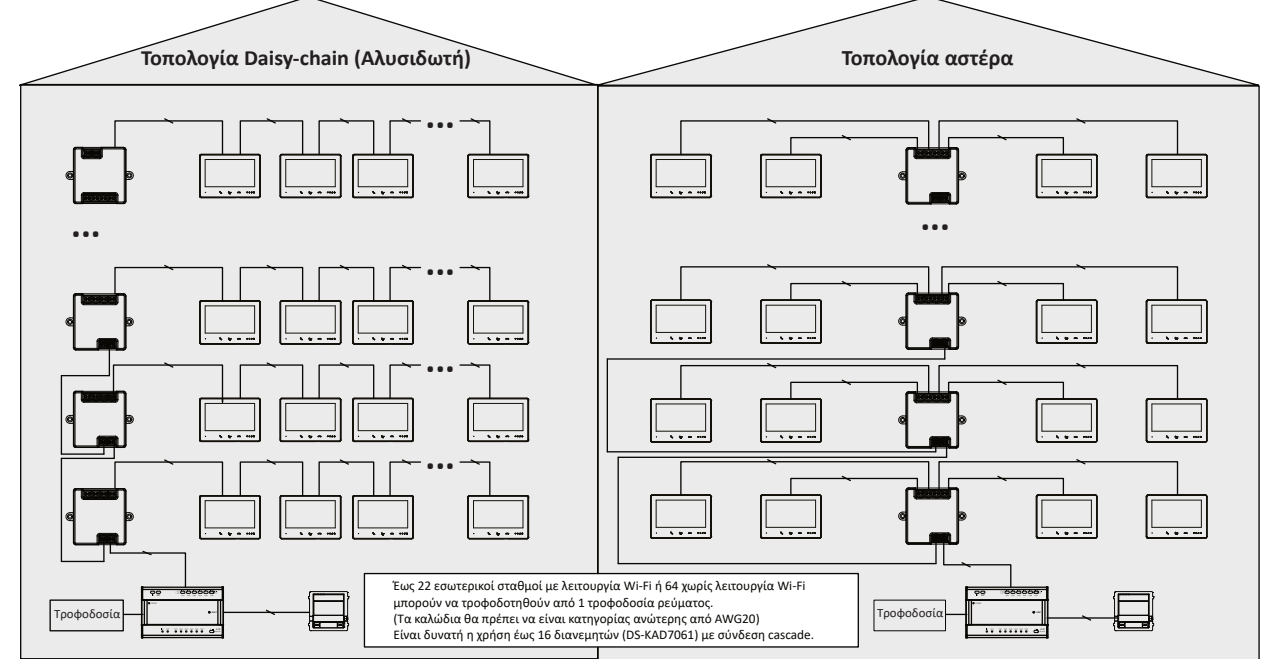 Τοπολογία Daisy-chain (Αλυσιδωτή)
Τοπολογία αστέρα
Τροφοδοσία
Έως 22 εσωτερικοί σταθμοί με λειτουργία Wi-Fi ή 64 χωρίς λειτουργία Wi-Fi
μπορούν να τροφοδοτηθούν από 1 τροφοδοσία ρεύματος.
(Τα καλώδια θα πρέπει να είναι κατηγορίας ανώτερης από AWG20)
Είναι δυνατή η χρήση έως 16 διανεμητών (DS-KAD7061) με σύνδεση cascade.
Τροφοδοσία